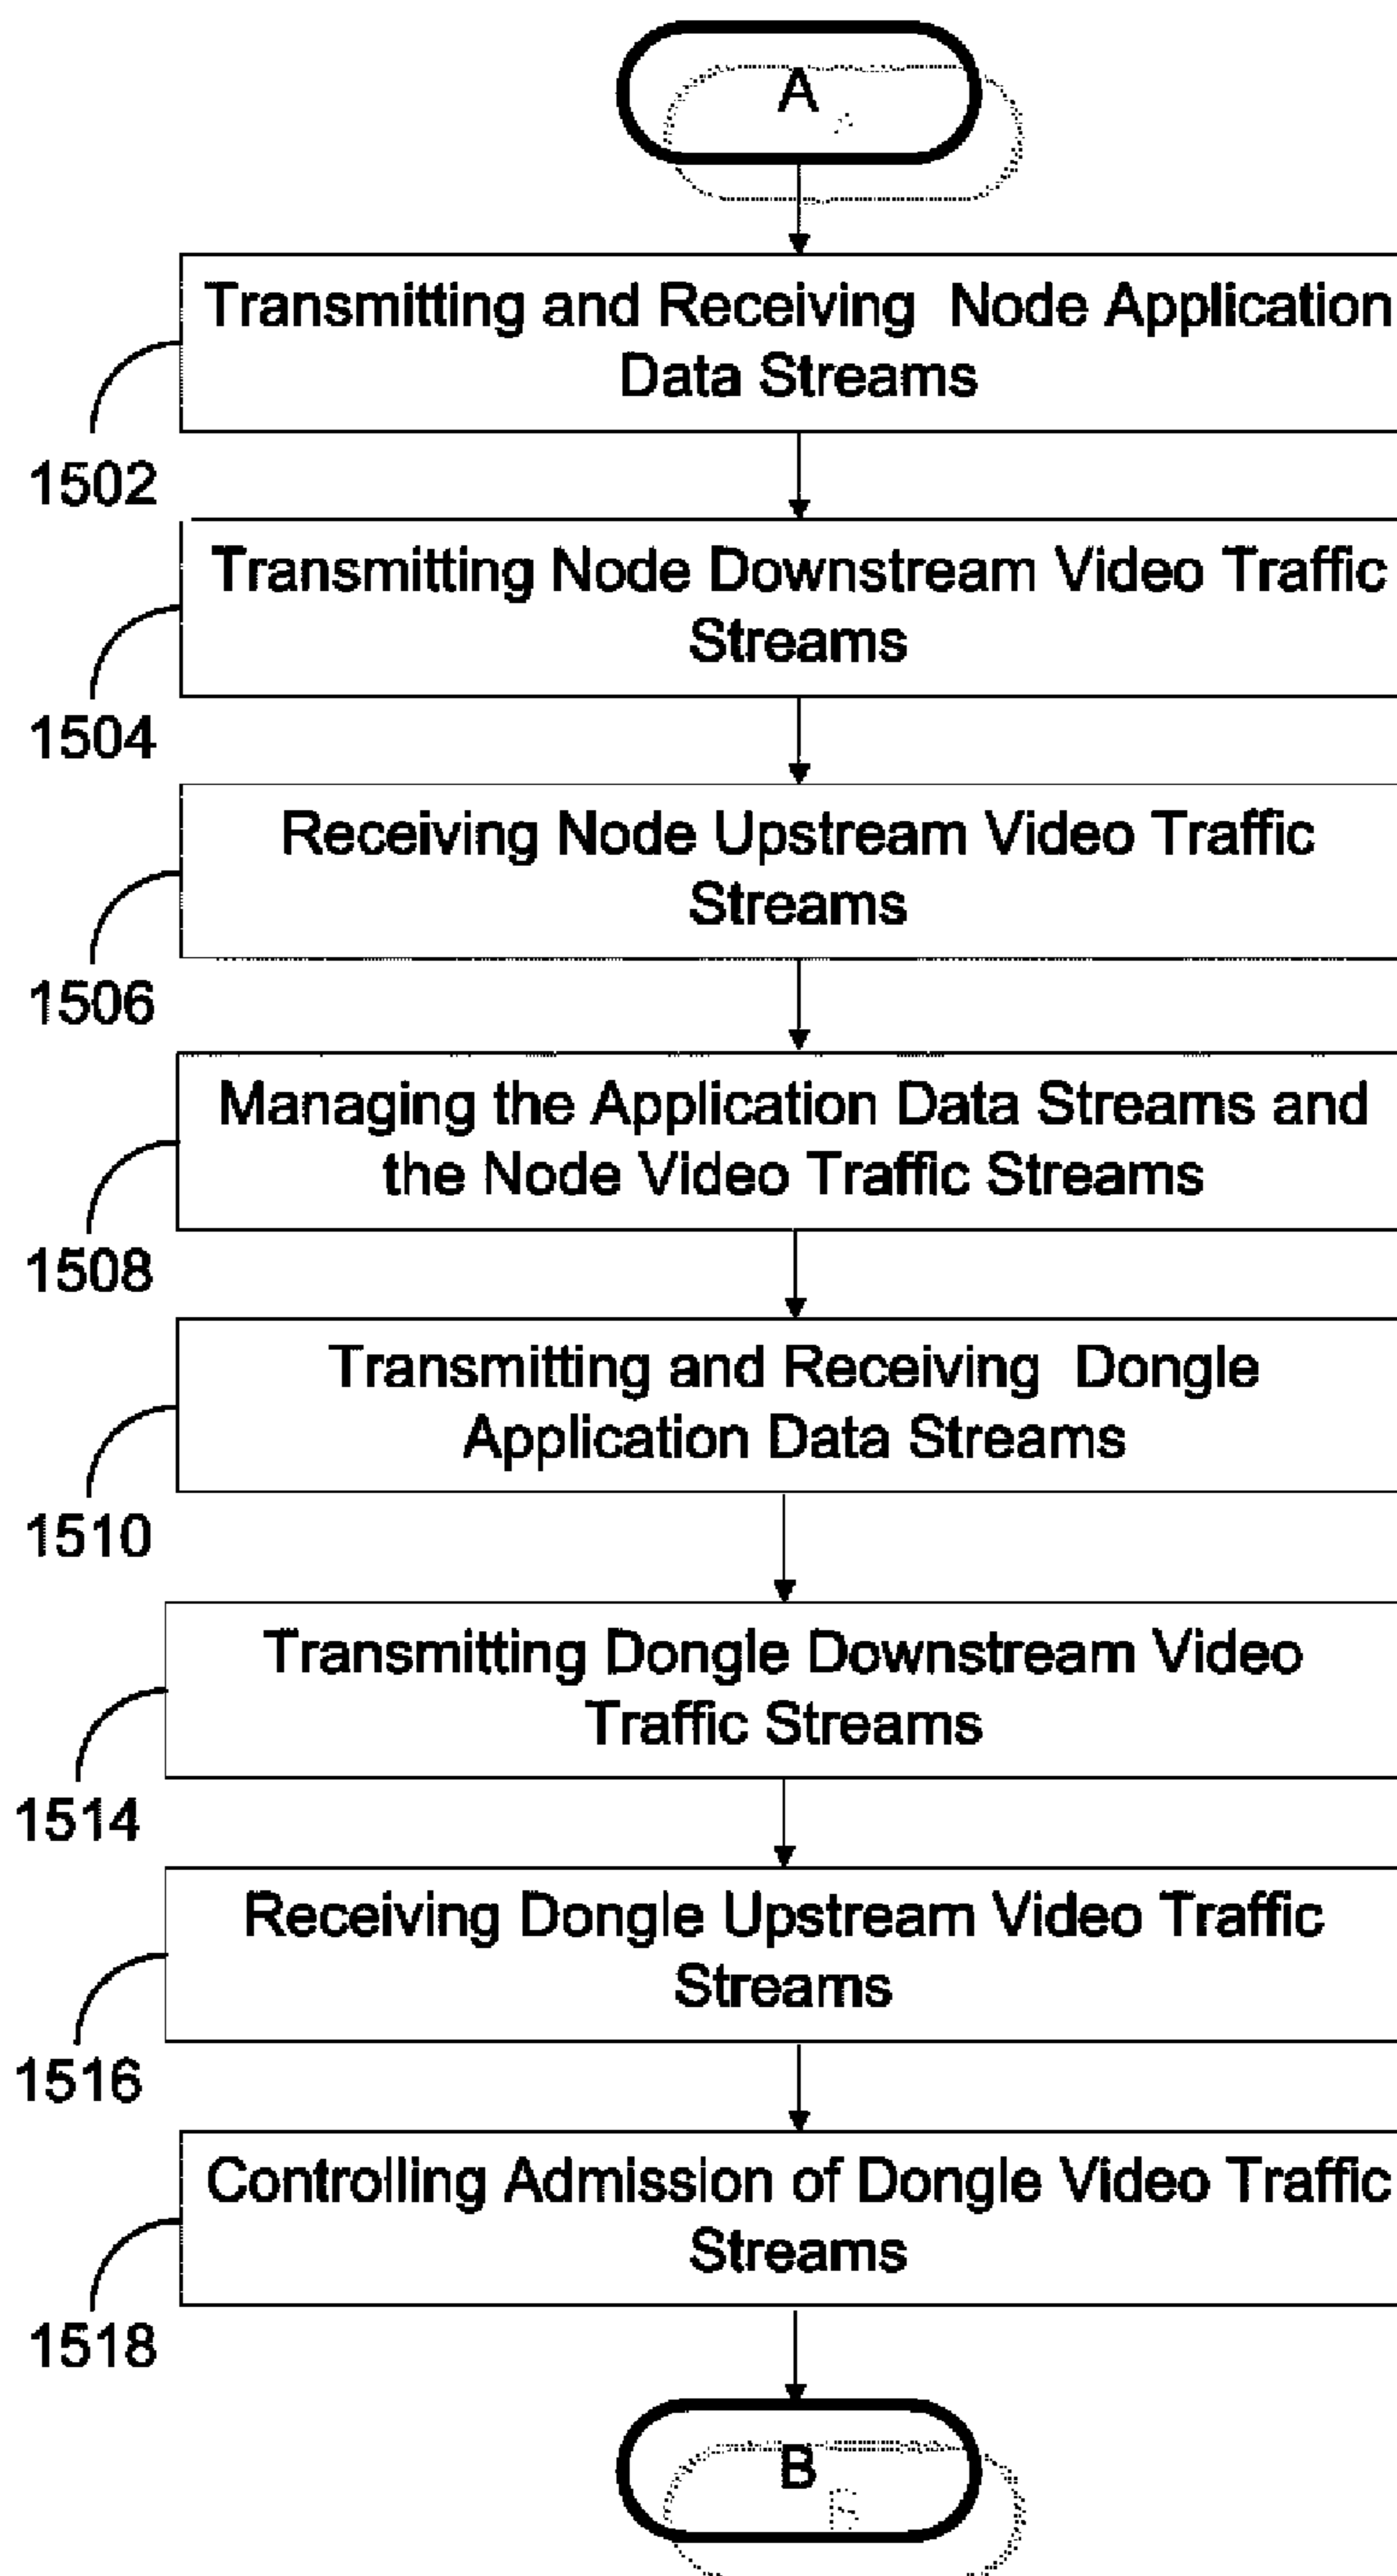 A
Transmitting and Receiving Node Application
Data Streams
1502
Transmitting Node Downstream Video Traffic
Streams
1504
Receiving Node Upstream Video Traffic
Streams
1506
Managing the Application Data Streams and
the Node Video Traffic Streams
1508
Transmitting and Receiving Dongle
Application Data Streams
1510
Transmitting Dongle Downstream Video
Traffic Streams
1514
Receiving Dongle Upstream Video Traffic
Streams
1516
Controlling Admission of Dongle Video Traffic
Streams
1518
B